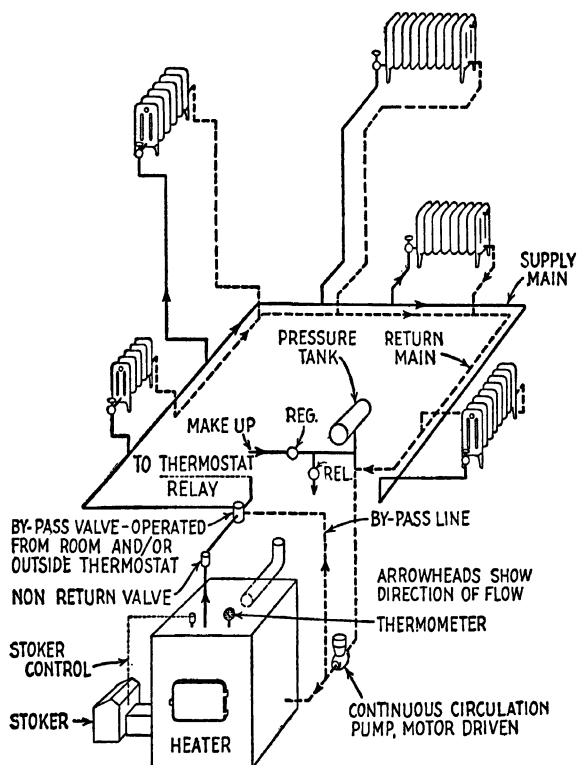 SUPPLY
MAIN
PRESSURE
TANK
RETURN
MAIN
MAKE UP
REG.
TO THERMOSTAT
RELAY
REL.
BY-PASS VALVE-OPERATED
FROM ROOM AND/OR
OUTSIDE THERMOSTAT
BY-PASS LINE
NON RETURN VALVE
ARROWHEADS SHOW
DIRECTION OF FLOW
THERMOMETER
STOKER
CONTROL
STOKER
HEATER
CONTINUOUS CIRCULATION
PUMP, MOTOR DRIVEN